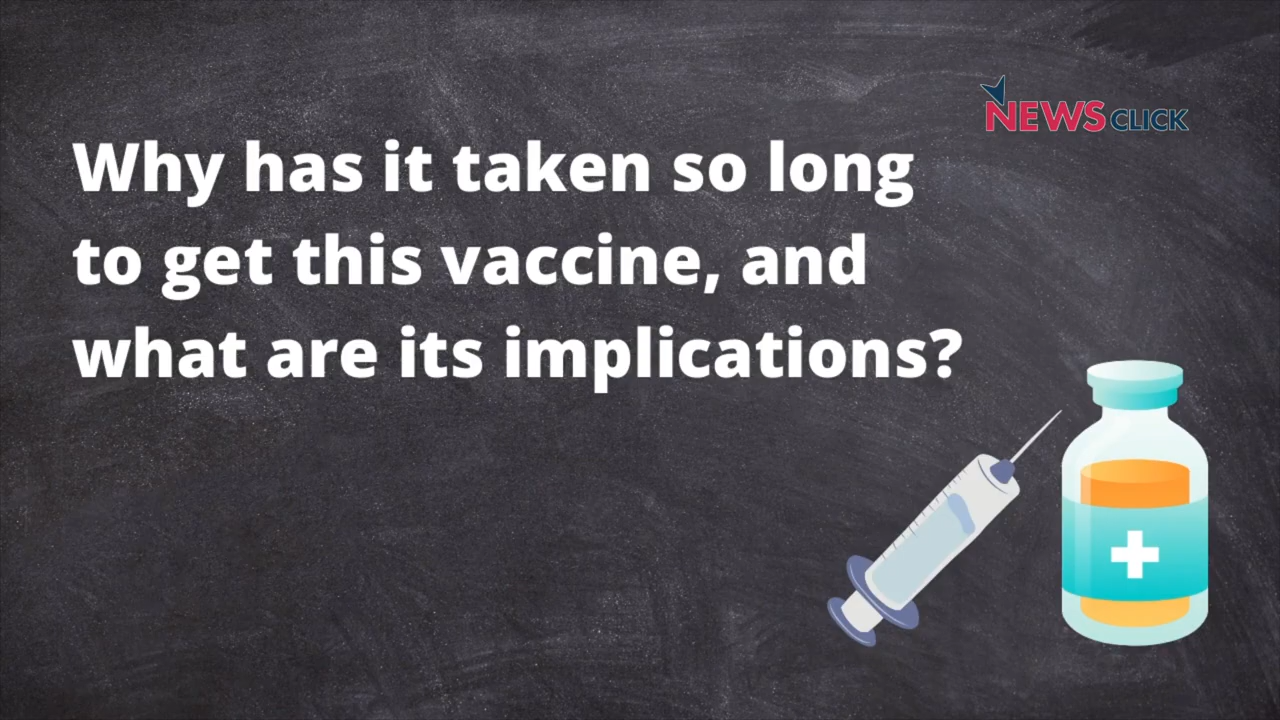 NEWSCLICK
Why has it taken so long
to get this vaccine, and
what are its implications?